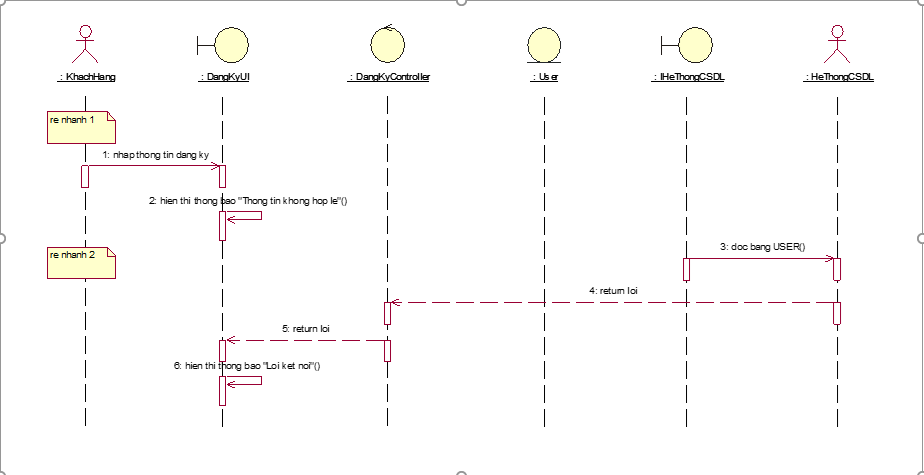 : KhachHang
: DangKyUI
: DangKyController
: User
: IHeThongCSDL
: HeThongCSDL
re nhanh 1
1: nhap thong tin dang ky
2: hien thi thong bao "Thong tin khong hop le"()
re nhanh 2
3: doc bang USER()
4: return loi
5: return loi
6: hien thi thong bao "Loi ket noi"()